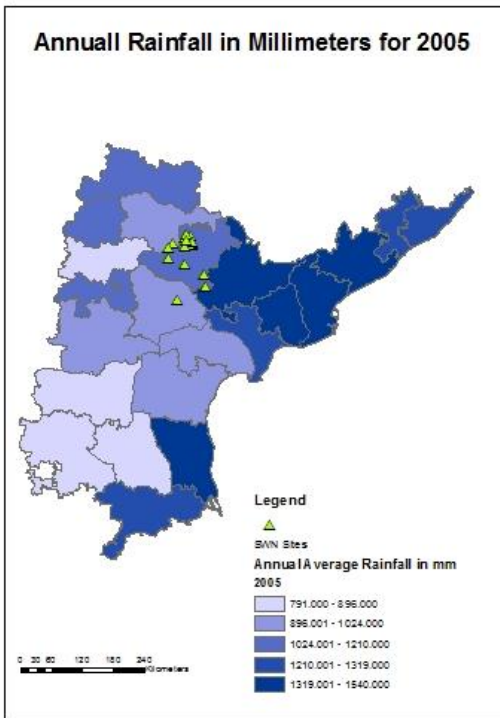 Annuall Rainfall in Millimeters for 2005
Legend
SWN Sites
Annual Average Rainfall in mm
2005
791.000 - 896.000
896.001 - 1024.000
1024.001 - 1210.000
1210.001 - 1319.000
1319.001 - 1540.000
0 30 60 120 180 240
Kilometers